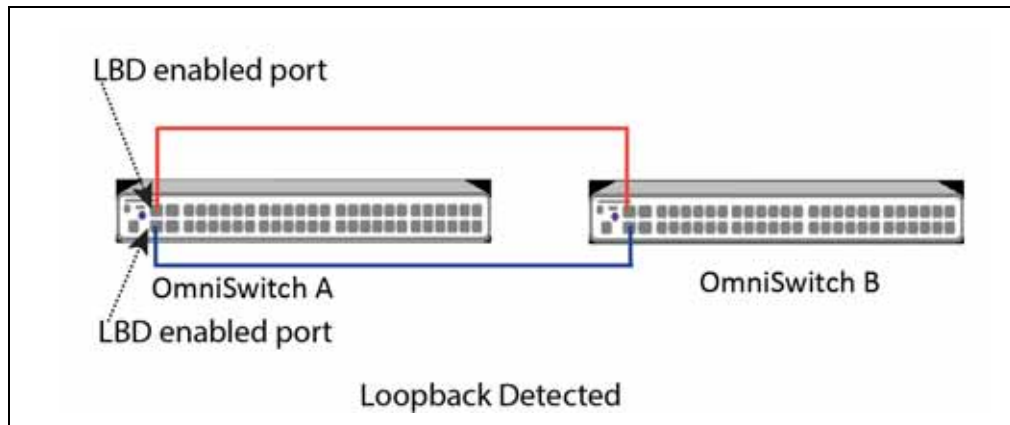 LBD enabled port
OmniSwitch A
OmniSwitch B
LBD enabled port
Loopback Detected